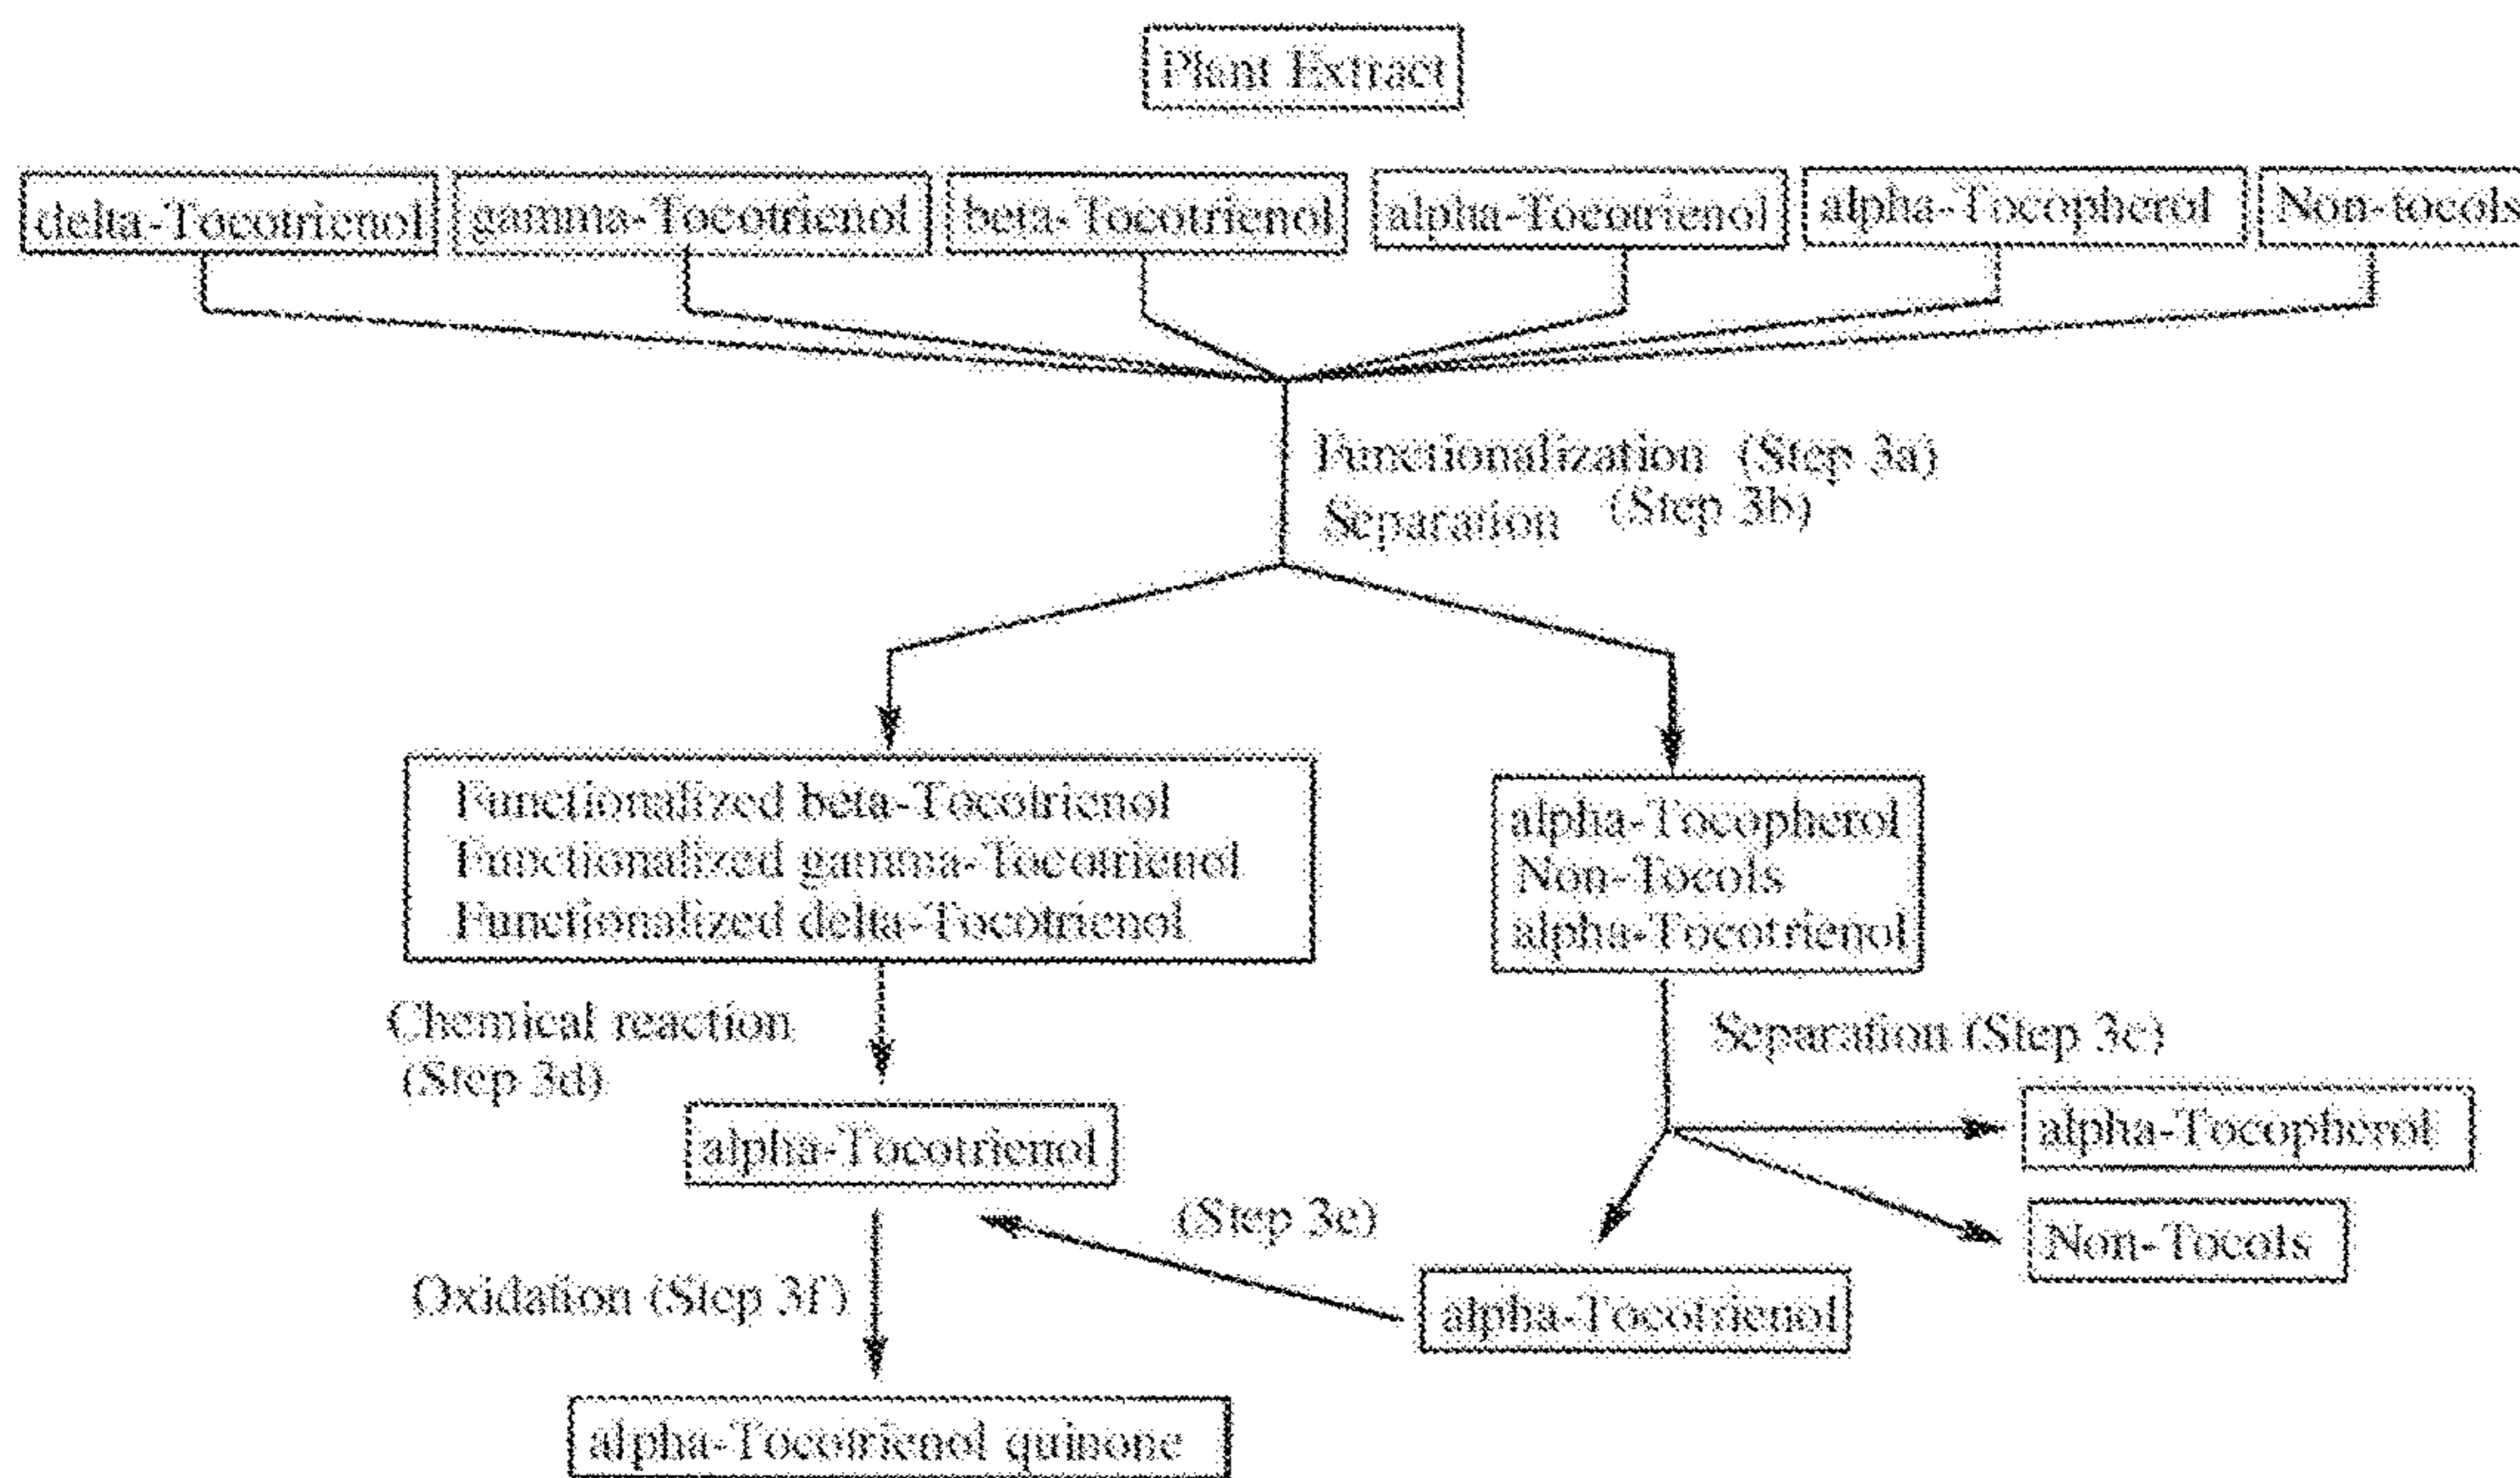 Plant Extract
delta-Tocotrienol gamma-Tocotrienol beta-Tocotrienol alpha-Tocotrienol alpha-Tocopherol Non-tocols
Functionalization (Step 3a)
Separation (Step 3b)
Functionalized beta-Tocotrienol
Functionalized gamma-Tocotrienol
Functionalized delta-Tocotrienol
alpha-Tocopherol
Non-Tocols
alpha-Tocotrienol
Chemical reaction
(Step 3d)
Separation (Step 3c)
alpha-Tocopherol
alpha-Tocotrienol
(Step 3e)
Non-Tocols
Oxidation (Step 3f)
alpha-Tocotrienol
alpha-Tocotrienol quinone